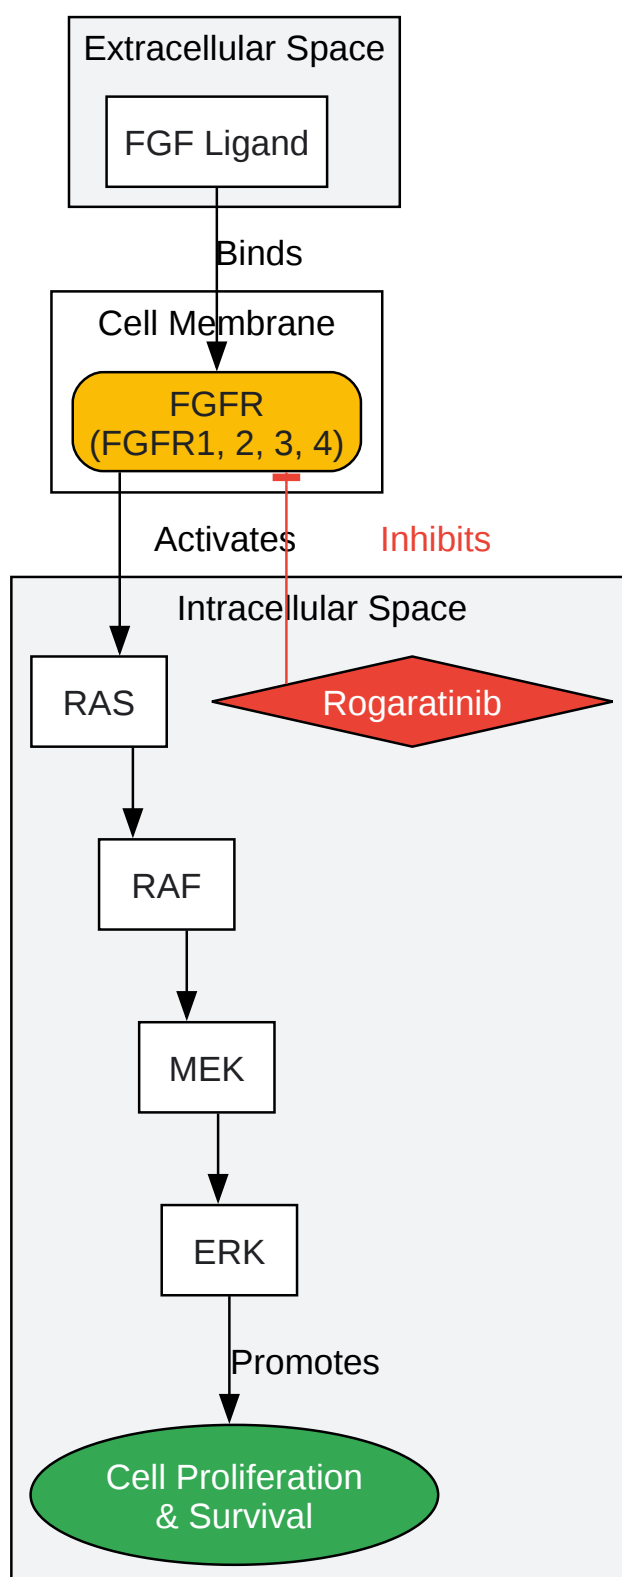 Extracellular Space
FGF Ligand
Binds
Cell Membrane
FGFR
(FGFR1, 2, 3, 4)
Activates
Inhibits
Intracellular Space
RAS
Rogaratinib
RAF
MEK
ERK
Promotes
Cell Proliferation
& Survival